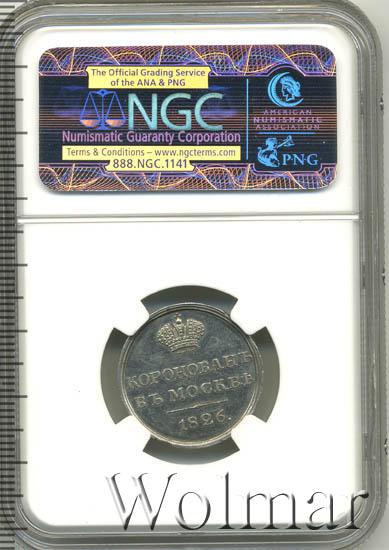 The Official Grading Service
of the ANA & PNG
NGC
Numismatic Guaranty Corporation
Terms & Conditions – www.ngcterms.com
888.NGC.1141
AMERICAN
NUMISMATIC
ASSOCIATION
PNG
КОРОНОВАНЪ
ВЪ МОСКВѢ
1826.
Wolmar